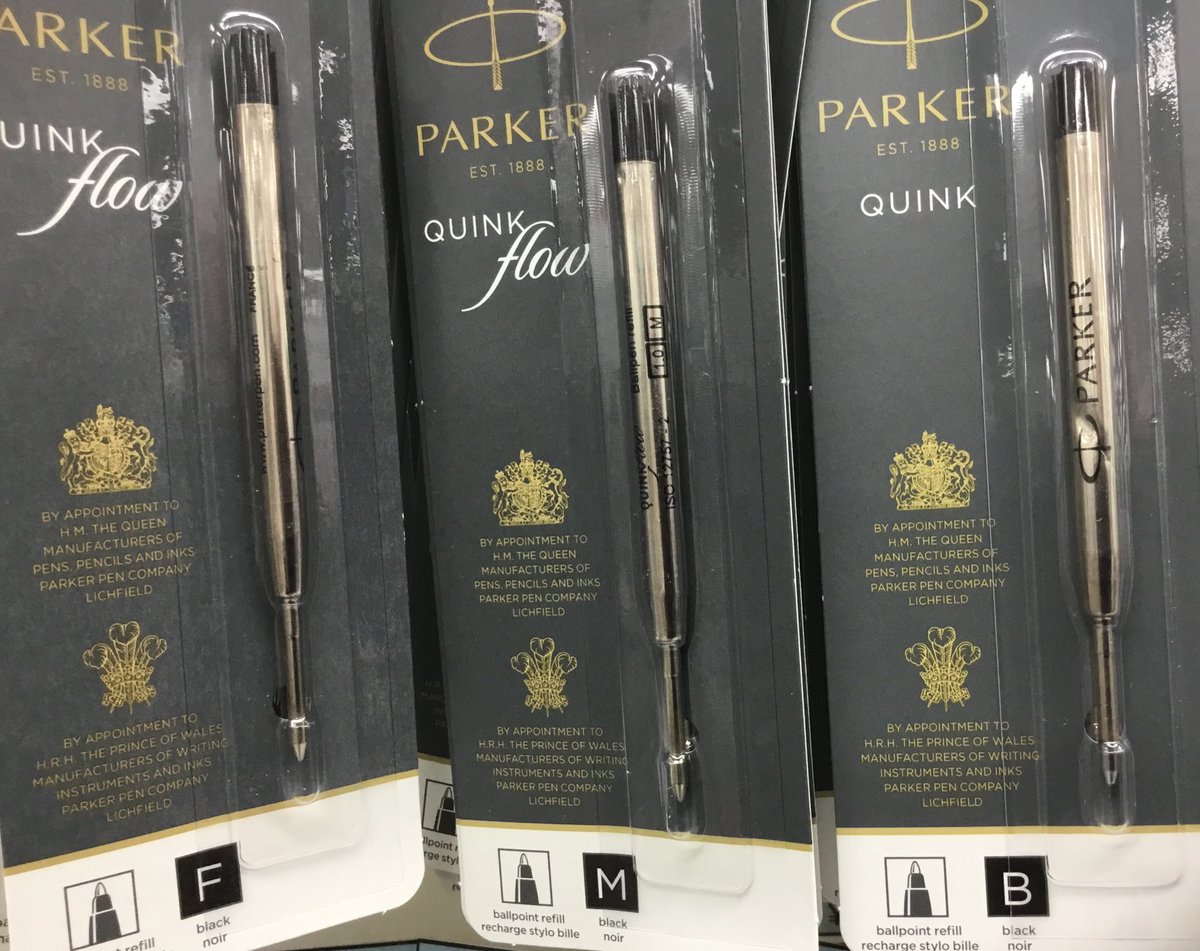 ARKER
EST. 1888
QUINK
flow
www.parkerpen.com FRANCE
BY APPOINTMENT TO
H.M. THE QUEEN
MANUFACTURERS OF
PENS, PENCILS AND INKS
PARKER PEN COMPANY
LICHFIELD
BY APPOINTMENT TO
H.R.H. THE PRINCE OF WALES
MANUFACTURERS OF WRITING
INSTRUMENTS AND INKS
PARKER PEN COMPANY
LICHFIELD
F
refill
black
noir
PARKER
EST. 1888
QUINK
flow
QUINKflow Ballpen refill
ISO 12757-2 1.0 M
BY APPOINTMENT TO
H.M. THE QUEEN
MANUFACTURERS OF
PENS, PENCILS AND INKS
PARKER PEN COMPANY
LICHFIELD
BY APPOINTMENT TO
H.R.H. THE PRINCE OF WALES
MANUFACTURERS OF WRITING
INSTRUMENTS AND INKS
PARKER PEN COMPANY
LICHFIELD
M
ballpoint refill
recharge stylo bille
black
noir
PARKER
EST. 1888
QUINK
PARKER
BY APPOINTMENT TO
H.M. THE QUEEN
MANUFACTURERS OF
PENS, PENCILS AND INKS
PARKER PEN COMPANY
LICHFIELD
BY APPOINTMENT TO
H.R.H. THE PRINCE OF WALES
MANUFACTURERS OF WRITING
INSTRUMENTS AND INKS
PARKER PEN COMPANY
LICHFIELD
B
ballpoint refill
recharge stylo bille
black
noir